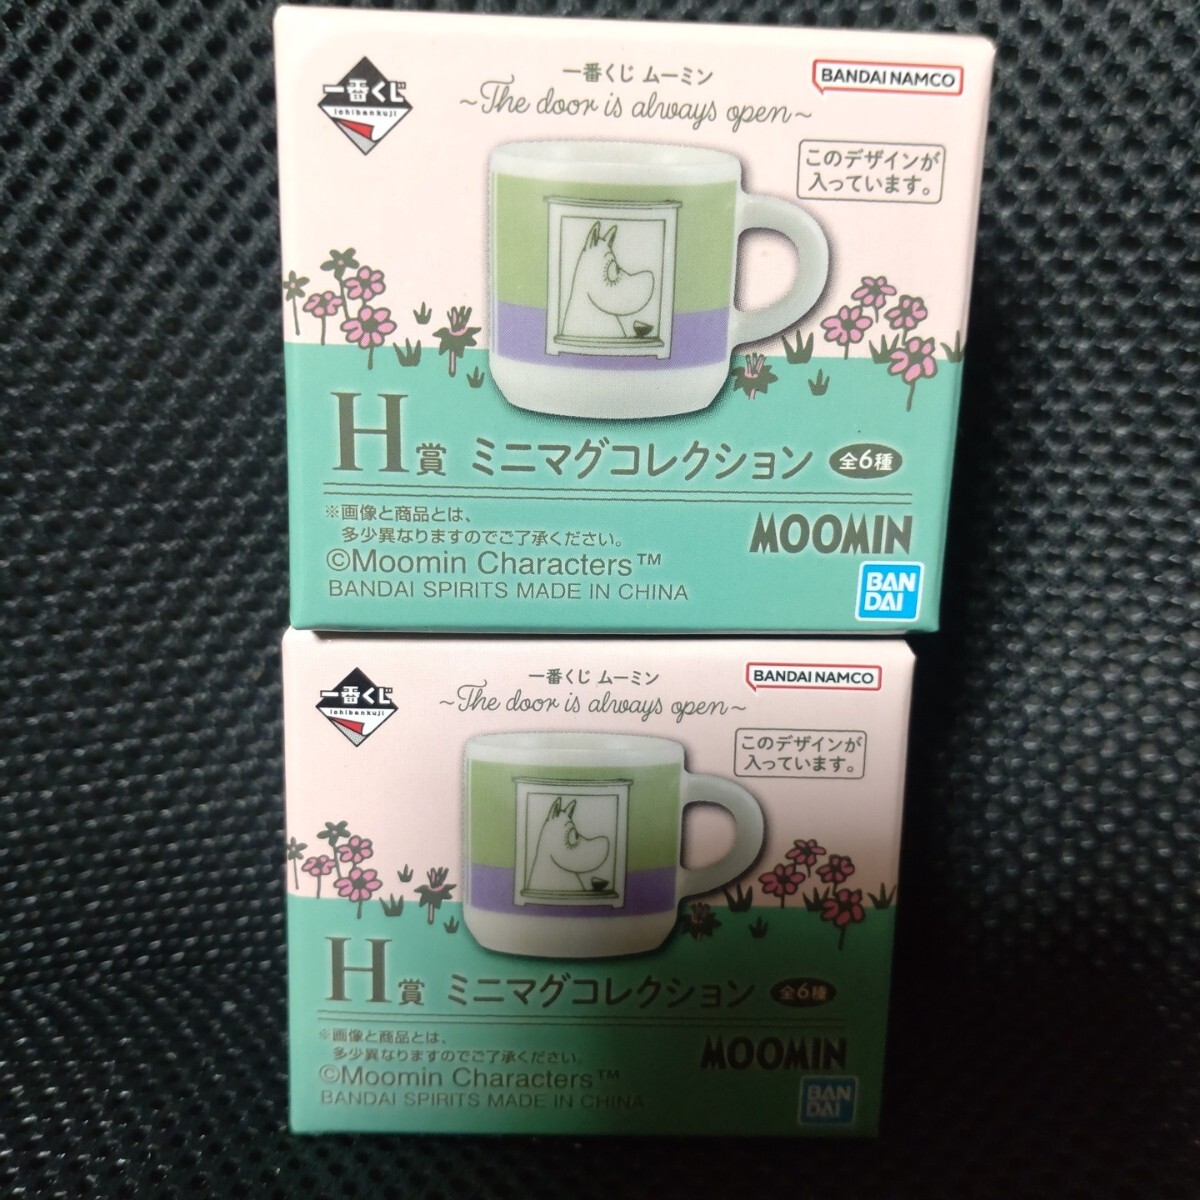 一番くじ
Ichibankuji
一番くじ ムーミン
~The door is always open~
BANDAI NAMCO
このデザインが
入っています。
H賞 ミニマグコレクション 全6種
※画像と商品とは、
多少異なりますのでご了承ください。
©Moomin Characters™
BANDAI SPIRITS MADE IN CHINA
MOOMIN
BAN
DAI
一番くじ
Ichibankuji
一番くじ ムーミン
~The door is always open~
BANDAI NAMCO
このデザインが
入っています。
H賞 ミニマグコレクション 全6種
※画像と商品とは、
多少異なりますのでご了承ください。
©Moomin Characters™
BANDAI SPIRITS MADE IN CHINA
MOOMIN
BAN
DAI